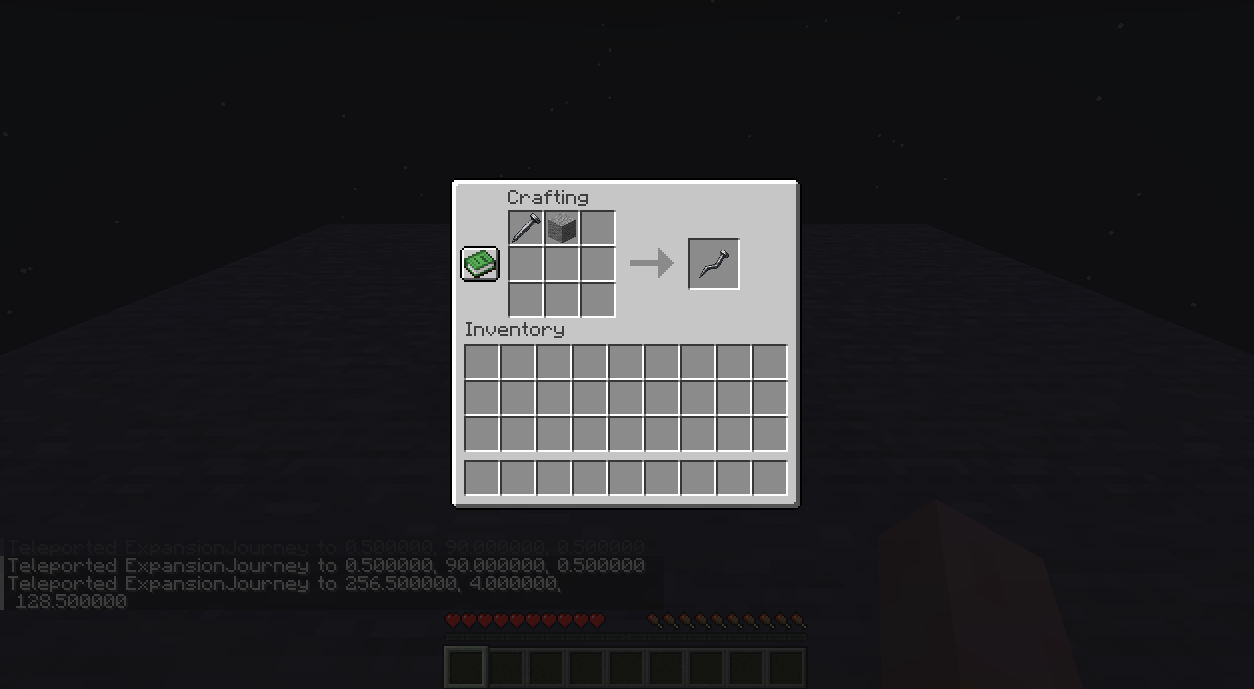 Crafting
Inventory
Teleported ExpansionJourney to 0.500000, 90.000000, 0.500000
Teleported ExpansionJourney to 0.500000, 90.000000, 0.500000
Teleported ExpansionJourney to 256.500000, 4.000000,
128.500000